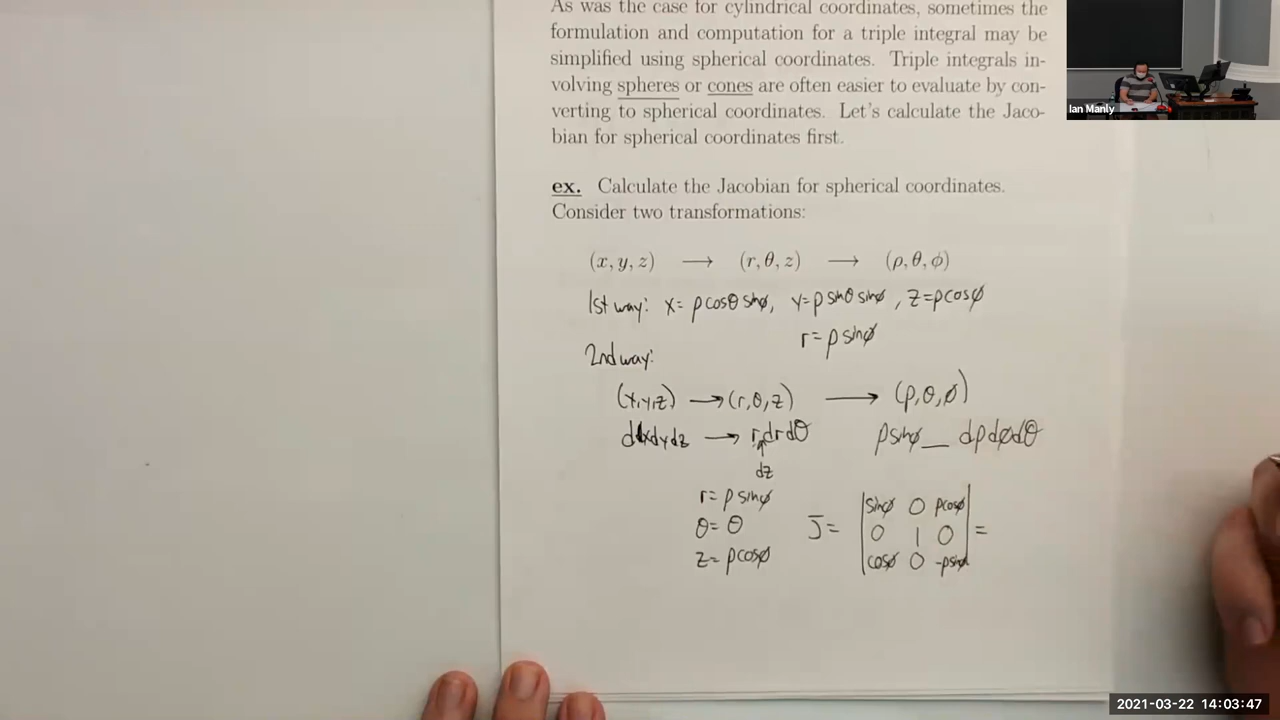 As was the case for cylindrical coordinates, sometimes the
formulation and computation for a triple integral may be
simplified using spherical coordinates. Triple integrals in-
volving spheres or cones are often easier to evaluate by con-
verting to spherical coordinates. Let's calculate the Jaco-
bian for spherical coordinates first.
Ian Manly
ex. Calculate the Jacobian for spherical coordinates.
Consider two transformations:
(x, y, z) ⟶ (r, θ, z) ⟶ (ρ, θ, ϕ)
1st way: x= ρcosθ sinϕ, y=ρ sinθ sinϕ, z=ρcosϕ
r=ρ sinϕ
2nd way:
(x,y,z) ⟶ (r,θ,z) ⟶ (ρ,θ,ϕ)
dxdydz ⟶ r drdθ ρsinϕ __ dρdϕdθ
dz
r= ρ sinϕ
θ= θ
z= ρcosϕ
J= |sinϕ 0 ρcosϕ|
|0 1 0| =
|cosϕ 0 -ρsinϕ|
2021-03-22 14:03:47